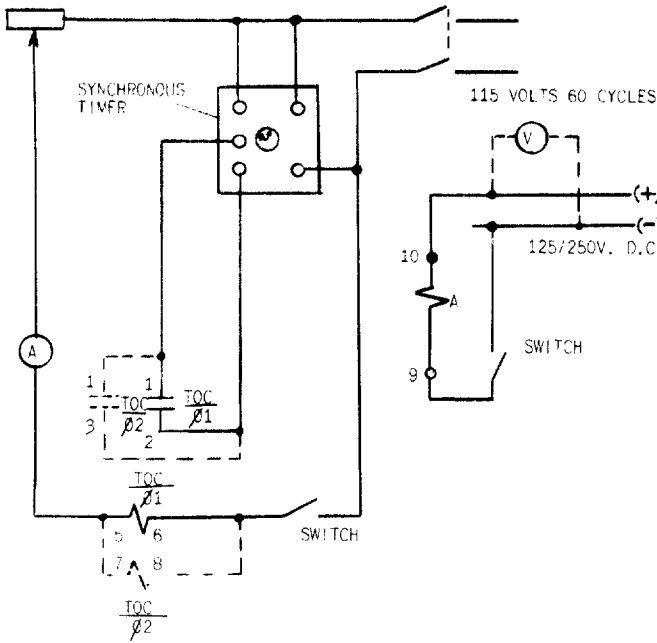 SYNCHRONOUS
TIMER
115 VOLTS 60 CYCLES
V
(+)
(-)
125/250V. D.C
10
A
SWITCH
9
A
1
1
TOC
Ø1
TOC
Ø2
3
2
TOC
Ø1
5 6
SWITCH
7 8
TOC
Ø2